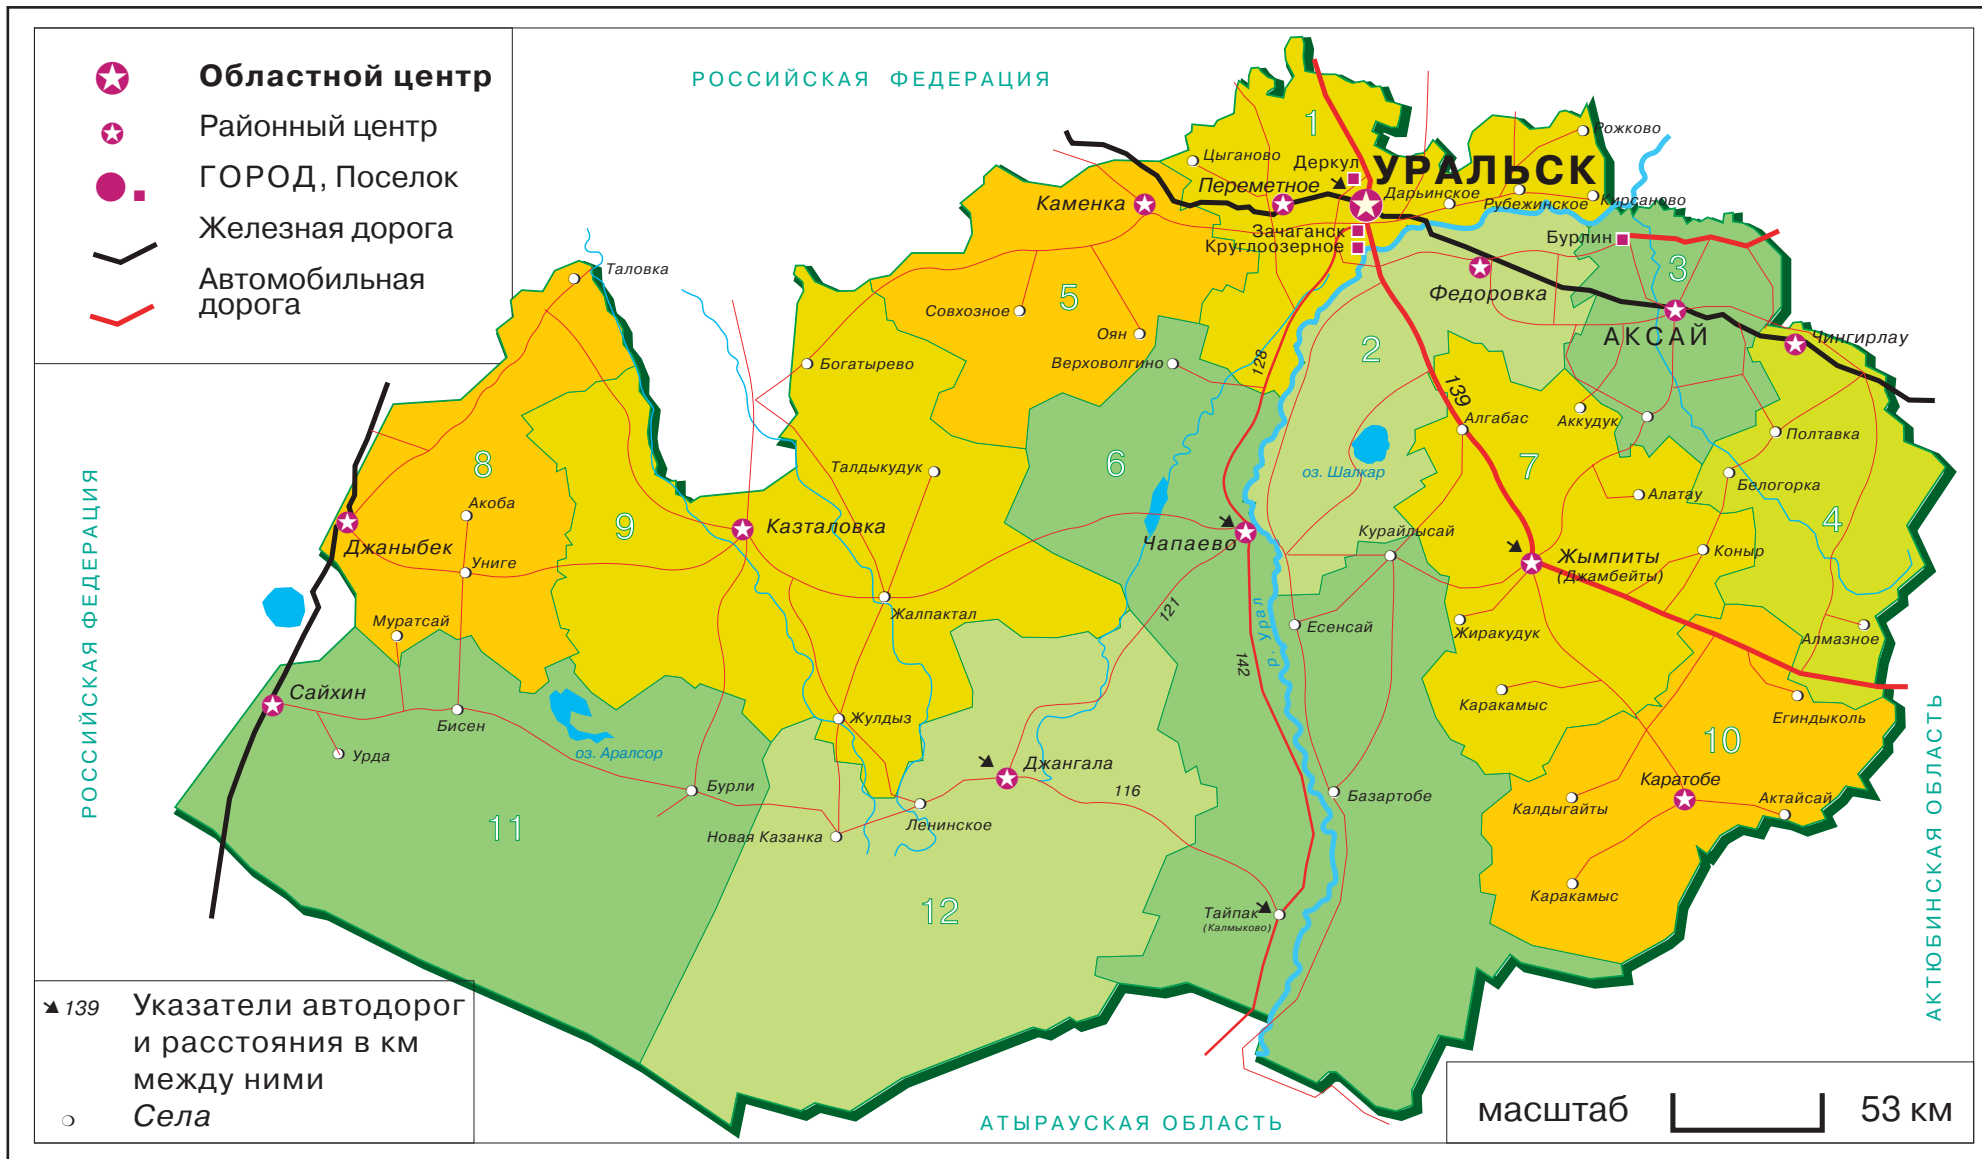 Областной центр
Районный центр
ГОРОД, Поселок
Железная дорога
Автомобильная
дорога
РОССИЙСКАЯ ФЕДЕРАЦИЯ
1
Рожково
Цыганово
Деркул
УРАЛЬСК
Переметное
Дарьинское
Рубежинское
Кирсаново
Каменка
Зачаганск
Круглоозерное
Бурлин
3
Таловка
5
Федоровка
Совхозное
Оян
АКСАЙ
Чингирлау
Богатырево
Верховолгино
128
2
139
Алгабас
Аккудук
Полтавка
8
Талдыкудук
6
оз. Шалкар
7
Белогорка
Алатау
4
Акоба
9
Казталовка
Джаныбек
Чапаево
Курайлысай
Жымпиты
(Джамбейты)
Коныр
Униге
РОССИЙСКАЯ ФЕДЕРАЦИЯ
Муратсай
Жалпактал
121
р. Урал
Есенсай
Жиракудук
Алмазное
142
Сайхин
Бисен
Жулдыз
Каракамыс
Егиндыколь
Урда
оз. Аралсор
Джангала
10
Бурли
116
Базартобе
Калдыгайты
Каратобе
Актайсай
11
Новая Казанка
Ленинское
АКТЮБИНСКАЯ ОБЛАСТЬ
12
Тайпак
(Калмыково)
Каракамыс
139
Указатели автодорог
и расстояния в км
между ними
Села
АТЫРАУСКАЯ ОБЛАСТЬ
масштаб
53 км